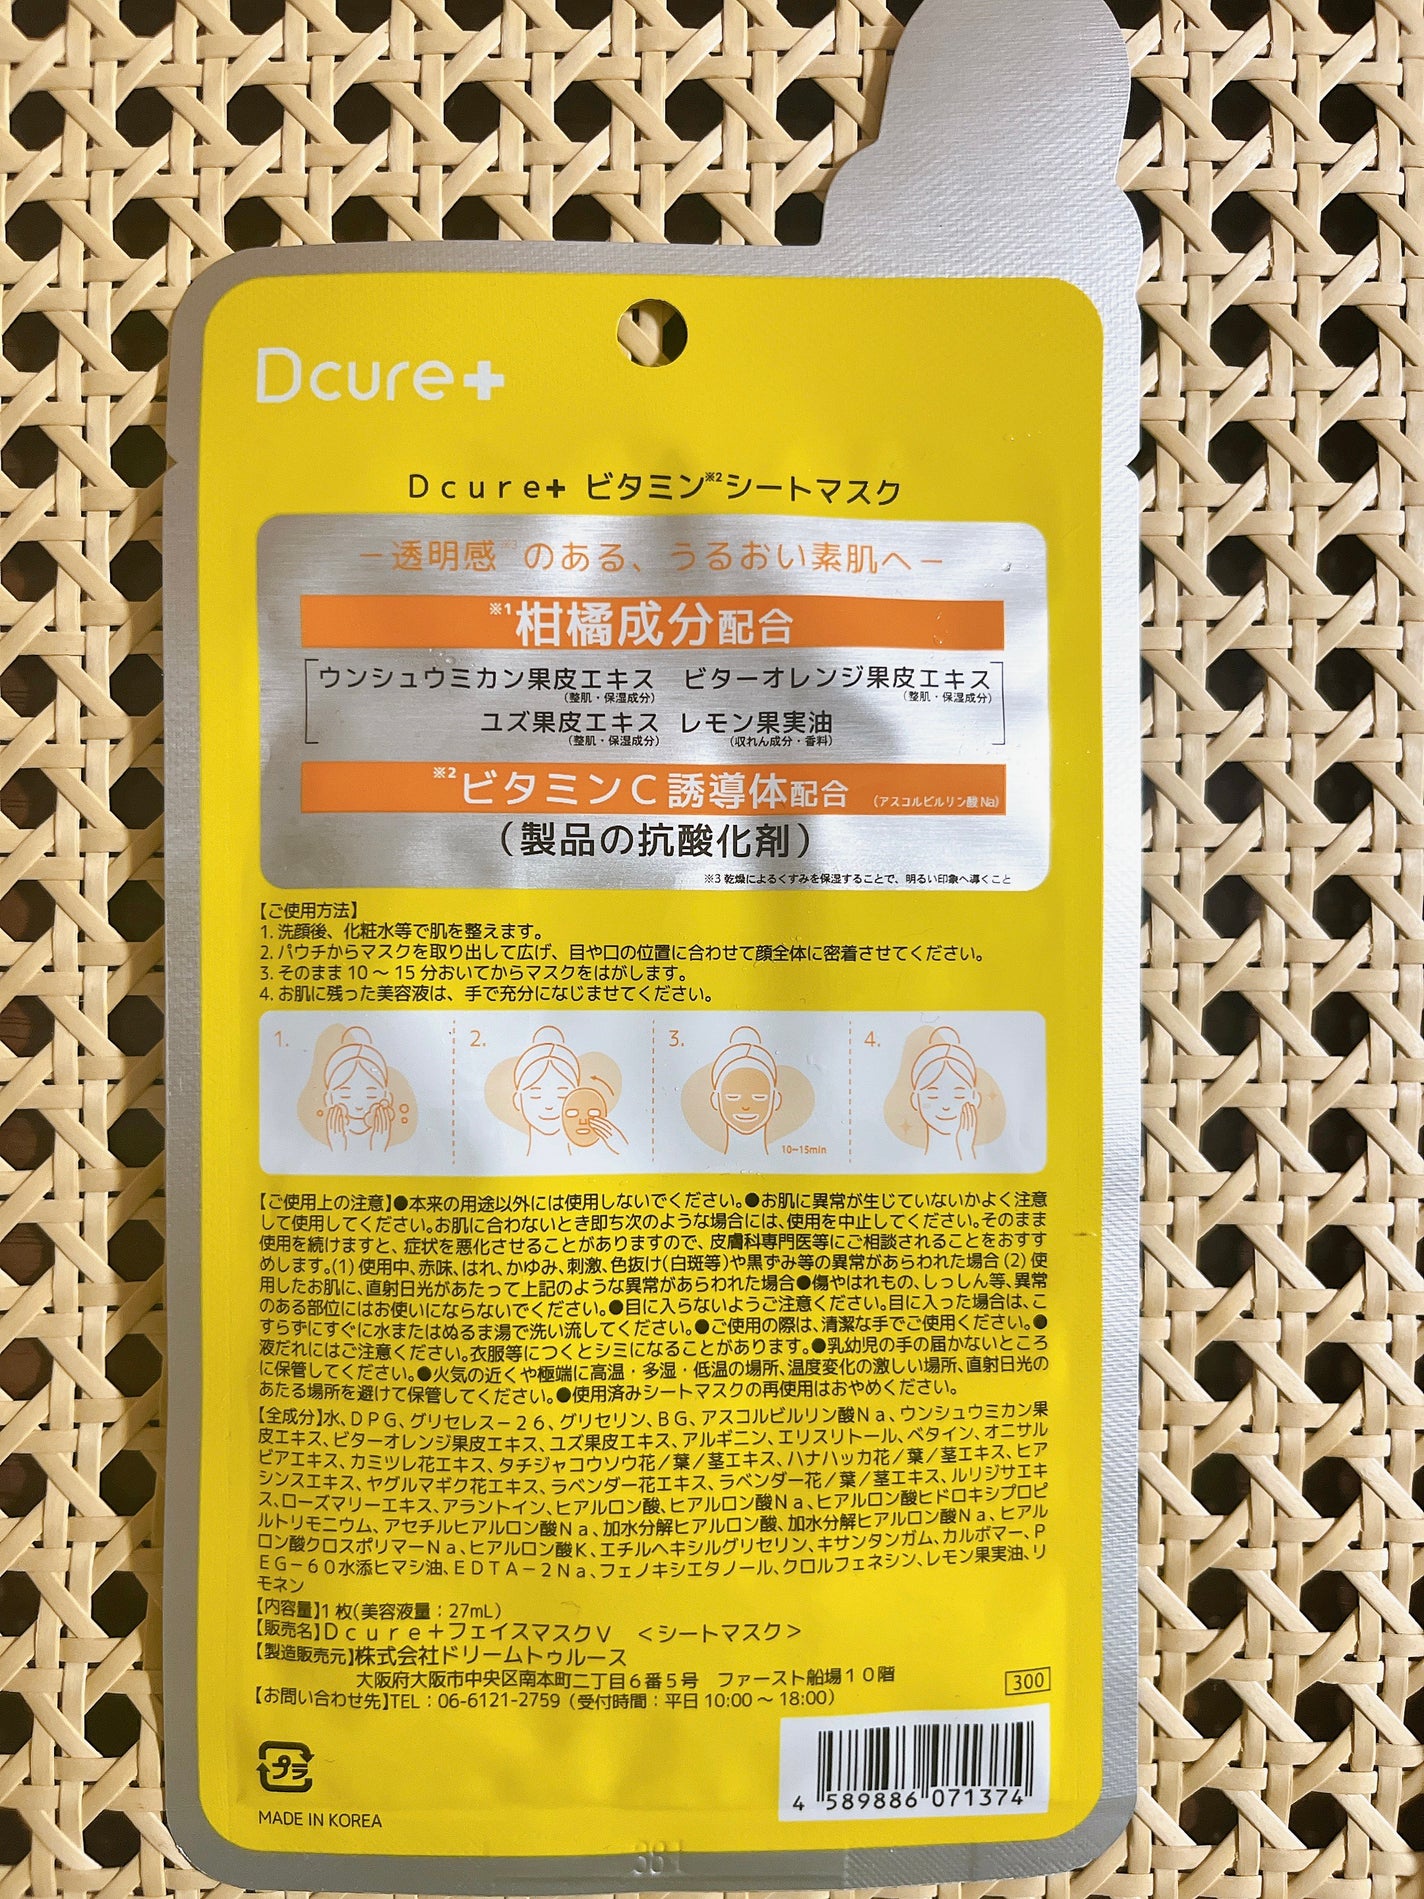 Dcure+
Dcure+ ビタミン※2シートマスク
－透明感※3のある、うるおい素肌へ－
※1柑橘成分配合
ウンシュウミカン果皮エキス ビターオレンジ果皮エキス
(整肌・保湿成分) (整肌・保湿成分)
ユズ果皮エキス レモン果実油
(整肌・保湿成分) (収れん成分・香料)
※2ビタミンC誘導体配合 (アスコルビルリン酸Na)
(製品の抗酸化剤)
※3 乾燥によるくすみを保湿することで、明るい印象へ導くこと
【ご使用方法】
1. 洗顔後、化粧水等で肌を整えます。
2. パウチからマスクを取り出して広げ、目や口の位置に合わせて顔全体に密着させてください。
3. そのまま 10 ～ 15 分おいてからマスクをはがします。
4. お肌に残った美容液は、手で充分になじませてください。
1. 2. 3. 4.
10~15min
【ご使用上の注意】●本来の用途以外には使用しないでください。●お肌に異常が生じていないかよく注意
して使用してください。お肌に合わないとき即ち次のような場合には、使用を中止してください。そのまま
使用を続けますと、症状を悪化させることがありますので、皮膚科専門医等にご相談されることをおすす
めします。(1) 使用中、赤味、はれ、かゆみ、刺激、色抜け(白斑等)や黒ずみ等の異常があらわれた場合 (2) 使
用したお肌に、直射日光があたって上記のような異常があらわれた場合●傷やはれもの、しっしん等、異常
のある部位にはお使いにならないでください。●目に入らないようご注意ください。目に入った場合は、こ
すらずにすぐに水またはぬるま湯で洗い流してください。●ご使用の際は、清潔な手でご使用ください。●
液だれにはご注意ください。衣服等につくとシミになることがあります。●乳幼児の手の届かないところ
に保管してください。●火気の近くや極端に高温・多湿・低温の場所、温度変化の激しい場所、直射日光の
あたる場所を避けて保管してください。●使用済みシートマスクの再使用はおやめください。
【全成分】水、DPG、グリセレス－26、グリセリン、BG、アスコルビルリン酸Na、ウンシュウミカン果
皮エキス、ビターオレンジ果皮エキス、ユズ果皮エキス、アルギニン、エリスリトール、ベタイン、オニサル
ビアエキス、カミツレ花エキス、タチジャコウソウ花／葉／茎エキス、ハナハッカ花／葉／茎エキス、ヒア
シンスエキス、ヤグルマギク花エキス、ラベンダー花エキス、ラベンダー花／葉／茎エキス、ルリジサエキ
ス、ローズマリーエキス、アラントイン、ヒアルロン酸、ヒアルロン酸Na、ヒアルロン酸ヒドロキシプロピ
ルトリモニウム、アセチルヒアルロン酸Na、加水分解ヒアルロン酸、加水分解ヒアルロン酸Na、ヒアル
ロン酸クロスポリマーNa、ヒアルロン酸K、エチルヘキシルグリセリン、キサンタンガム、カルボマー、P
EG－60水添ヒマシ油、EDTA－2Na、フェノキシエタノール、クロルフェネシン、レモン果実油、リ
モネン
【内容量】1 枚(美容液量：27mL)
【販売名】Dcure＋フェイスマスクV ＜シートマスク＞
【製造販売元】株式会社ドリームトゥルース
大阪府大阪市中央区南本町二丁目6番5号 ファースト船場10階
300
【お問い合わせ先】TEL：06-6121-2759（受付時間：平日 10:00 ～ 18:00）
プラ
MADE IN KOREA
4 589886 071374